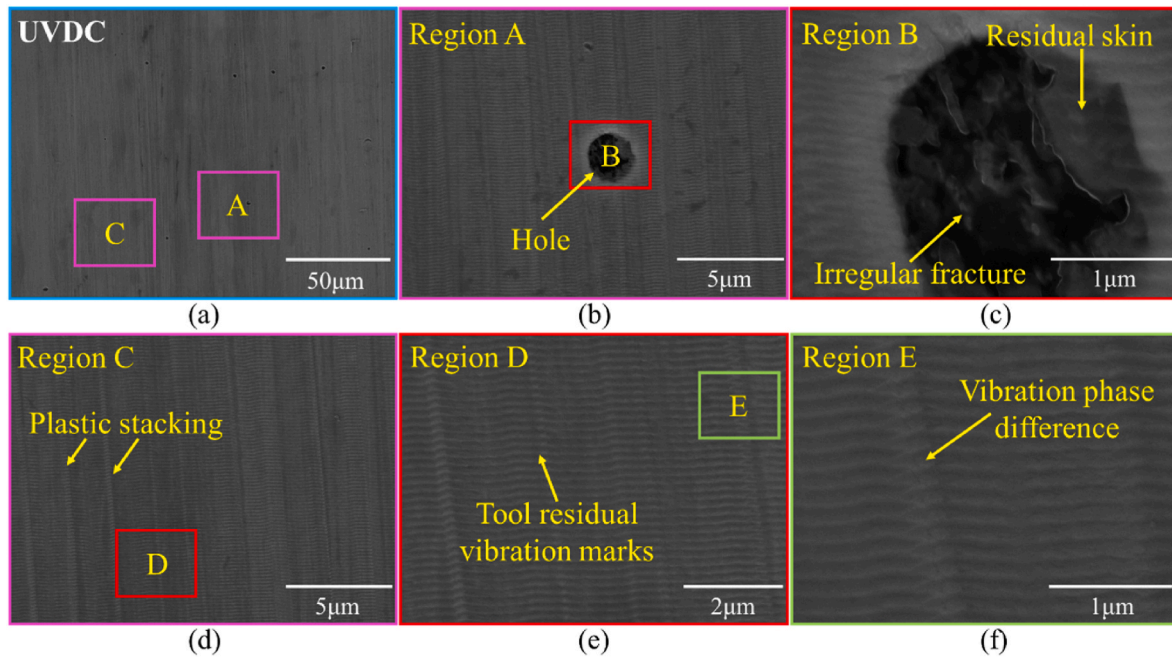 UVDC
A
C
50μm
(a)
Region A
B
Hole
5μm
(b)
Region B
Residual skin
Irregular fracture
1μm
(c)
Region C
Plastic stacking
D
5μm
(d)
Region D
E
Tool residual
vibration marks
2μm
(e)
Region E
Vibration phase
difference
1μm
(f)